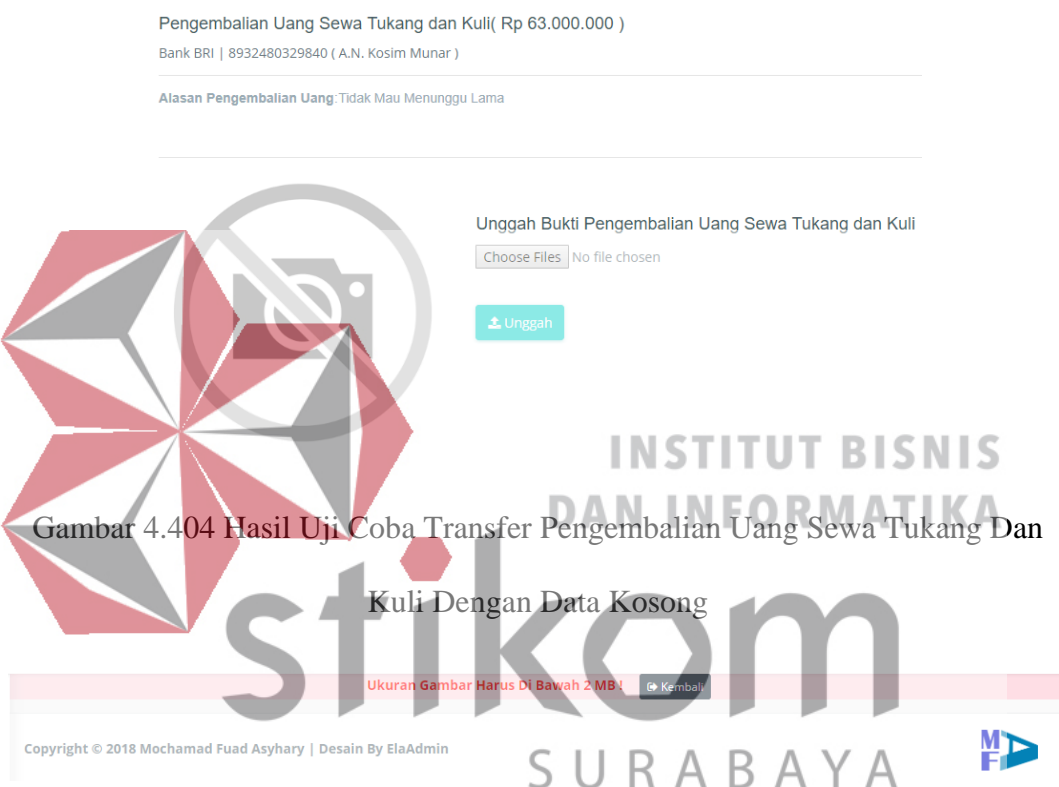 Pengembalian Uang Sewa Tukang dan Kuli( Rp 63.000.000 )
Bank BRI | 8932480329840 ( A.N. Kosim Munar )
Alasan Pengembalian Uang:Tidak Mau Menunggu Lama
Unggah Bukti Pengembalian Uang Sewa Tukang dan Kuli
Choose Files No file chosen
Unggah
INSTITUT BISNIS
DAN INFORMATIKA
Gambar 4.404 Hasil Uji Coba Transfer Pengembalian Uang Sewa Tukang Dan
Kuli Dengan Data Kosong
stikom
Ukuran Gambar Harus Di Bawah 2 MB ! Kembali
Copyright © 2018 Mochamad Fuad Asyhary | Desain By ElaAdmin
SURABAYA
MFA